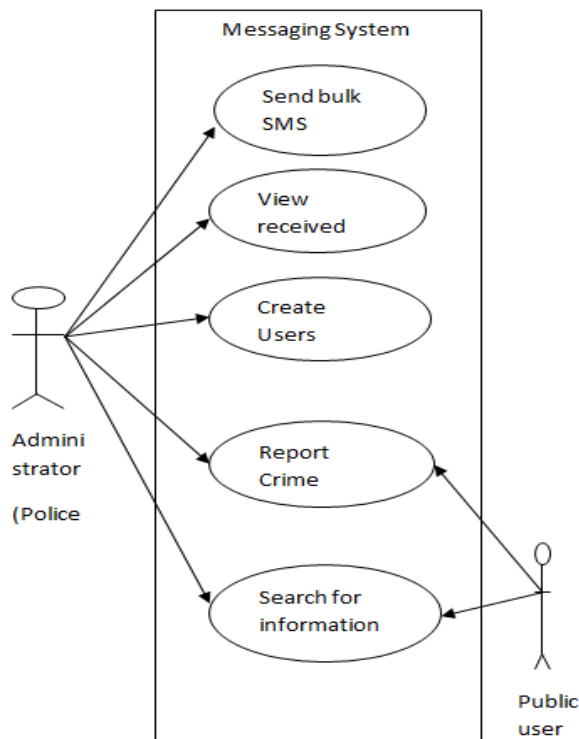 Messaging System
Send bulk
SMS
View
received
Create
Users
Report
Crime
Search for
information
Admini
strator
(Police
Public
user